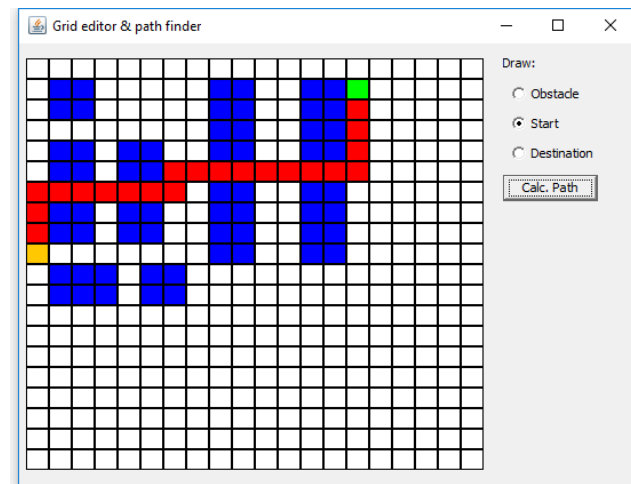 Grid editor & path finder
Draw:
Obstacle
Start
Destination
Calc. Path